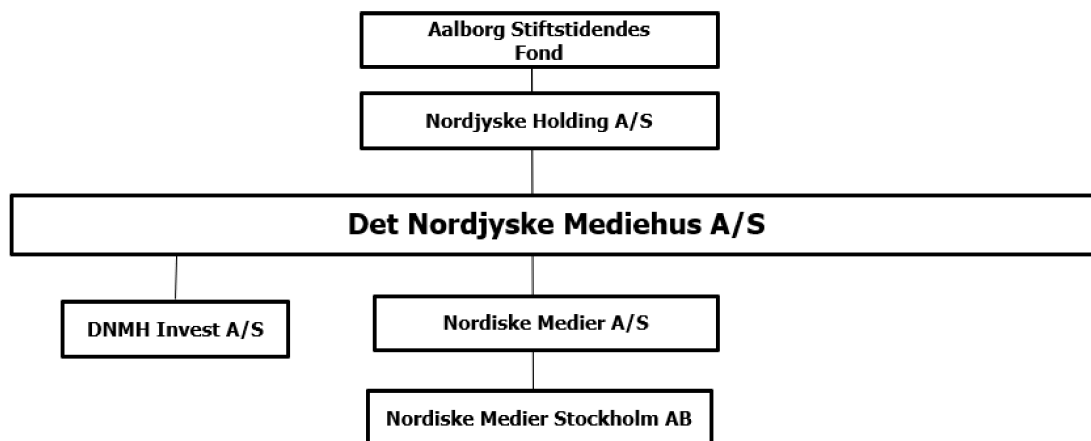 Aalborg Stiftstidendes
Fond
Nordjyske Holding A/S
Det Nordjyske Mediehus A/S
DNMH Invest A/S
Nordiske Medier A/S
Nordiske Medier Stockholm AB